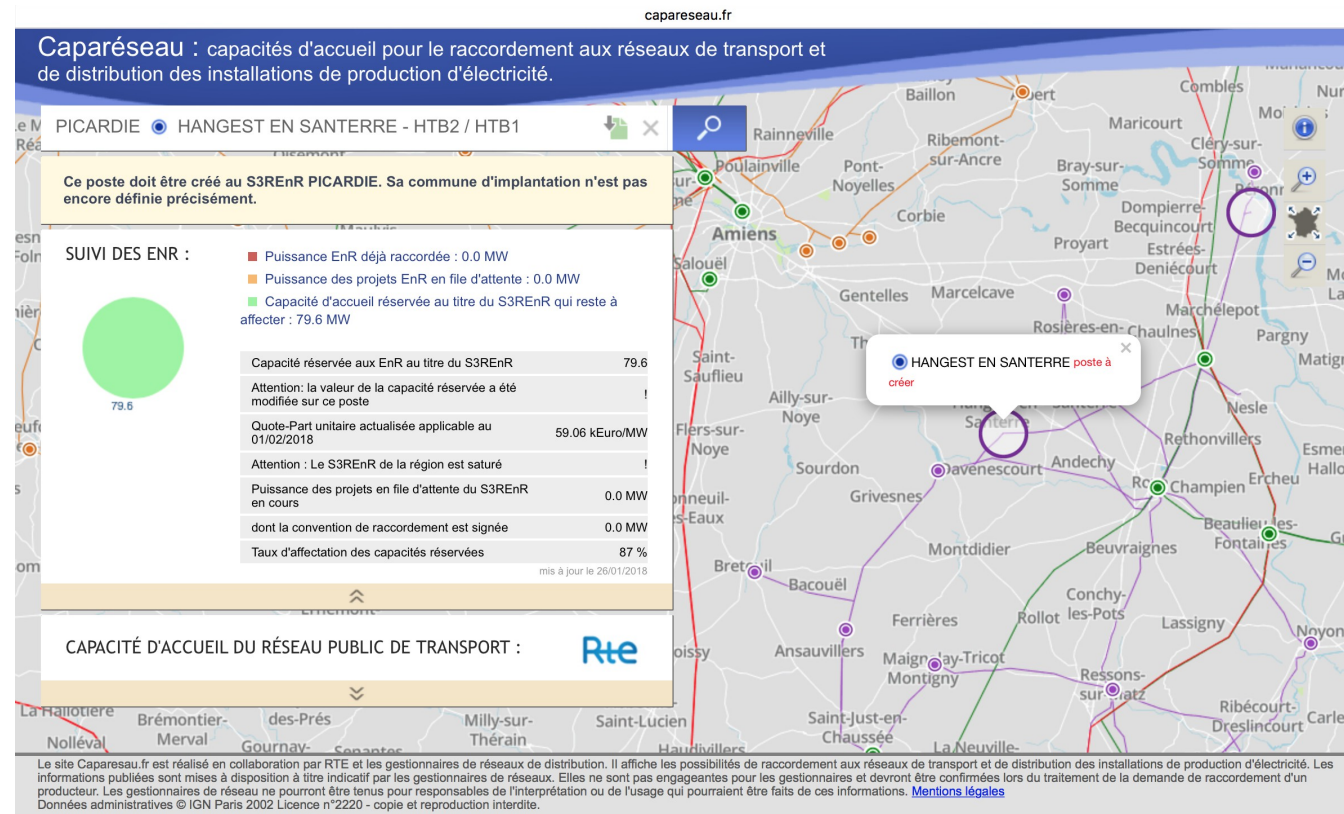 capareseau.fr
Caparéseau : capacités d'accueil pour le raccordement aux réseaux de transport et
de distribution des installations de production d'électricité.
PICARDIE HANGEST EN SANTERRE - HTB2 / HTB1
Ce poste doit être créé au S3REnR PICARDIE. Sa commune d'implantation n'est pas
encore définie précisément.
SUIVI DES ENR :
Puissance EnR déjà raccordée : 0.0 MW
Puissance des projets EnR en file d'attente : 0.0 MW
Capacité d'accueil réservée au titre du S3REnR qui reste à
affecter : 79.6 MW
79.6
Capacité réservée aux EnR au titre du S3REnR 79.6
Attention: la valeur de la capacité réservée a été
modifiée sur ce poste !
Quote-Part unitaire actualisée applicable au
01/02/2018 59.06 kEuro/MW
Attention : Le S3REnR de la région est saturé !
Puissance des projets en file d'attente du S3REnR
en cours 0.0 MW
dont la convention de raccordement est signée 0.0 MW
Taux d'affectation des capacités réservées 87 %
mis à jour le 26/01/2018
CAPACITÉ D'ACCUEIL DU RÉSEAU PUBLIC DE TRANSPORT :
Rte
Baillon
Combles
Maricourt
Rainneville
Ribemont-
sur-Ancre
Cléry-sur-
Somme
Poulainville
Pont-
Noyelles
Bray-sur-
Somme
Corbie
Dompierre-
Becquincourt
Amiens
Proyart
Estrées-
Deniécourt
Salouël
Gentelles
Marcelcave
Marchélepot
Rosières-en-
Chaulnes
Pargny
HANGEST EN SANTERRE poste à
créer
Saint-
Sauflieu
Matig
Ailly-sur-
Noye
Santerre
Nesle
Flers-sur-
Noye
Rethonvillers
Sourdon
Davenescourt
Andechy
Grivesnes
Champien
Ercheu
Beaulieu-les-
Fontaines
Montdidier
Beuvraignes
Breteuil
Bacouël
Conchy-
les-Pots
Ferrières
Rollot
Lassigny
Noyon
Ansauvillers
Maignelay-Tricot
Montigny
Ressons-
sur-Matz
Ribécourt-
Dreslincourt
Brémontier-
Merval
des-Prés
Milly-sur-
Thérain
Saint-Lucien
Saint-Just-en-
Chaussée
Nolléval
Gournay-
Senantes
Haudivillers
La Neuville-
Le site Caparesau.fr est réalisé en collaboration par RTE et les gestionnaires de réseaux de distribution. Il affiche les possibilités de raccordement aux réseaux de transport et de distribution des installations de production d'électricité. Les
informations publiées sont mises à disposition à titre indicatif par les gestionnaires de réseaux. Elles ne sont pas engageantes pour les gestionnaires et devront être confirmées lors du traitement de la demande de raccordement d'un
producteur. Les gestionnaires de réseau ne pourront être tenus pour responsables de l'interprétation ou de l'usage qui pourraient être faits de ces informations. Mentions légales
Données administratives © IGN Paris 2002 Licence n°2220 - copie et reproduction interdite.